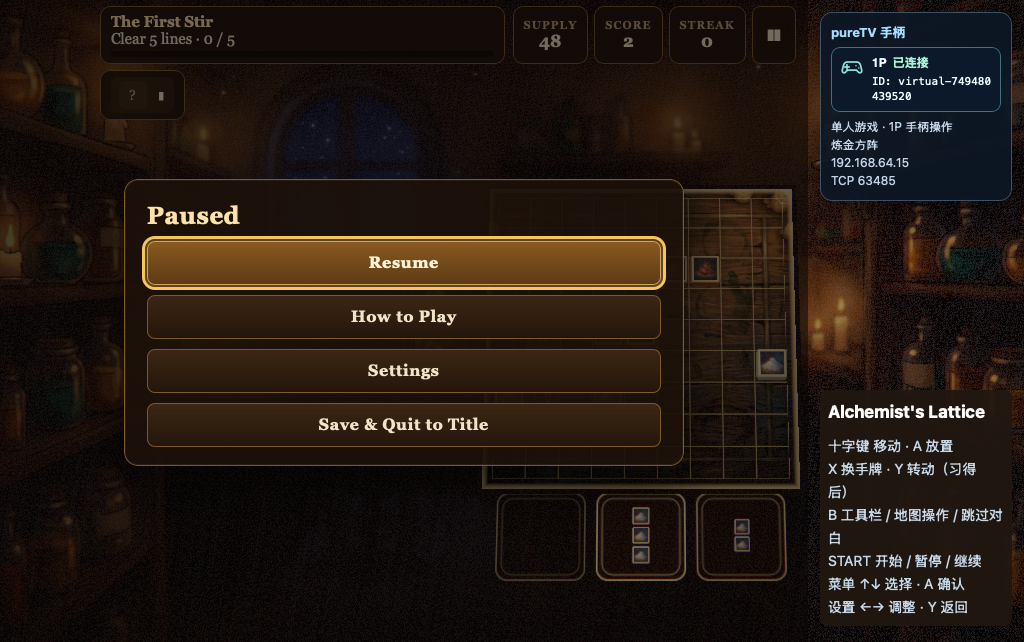 The First Stir
Clear 5 lines · 0 / 5
SUPPLY
48
SCORE
2
STREAK
0
?
Paused
Resume
How to Play
Settings
Save & Quit to Title
pureTV 手柄
1P 已连接
ID: virtual-749480
439520
单人游戏 · 1P 手柄操作
炼金方阵
192.168.64.15
TCP 63485
Alchemist's Lattice
十字键 移动 · A 放置
X 换手牌 · Y 转动（习得
后）
B 工具栏 / 地图操作 / 跳过对
白
START 开始 / 暂停 / 继续
菜单 ↑↓ 选择 · A 确认
设置 ←→ 调整 · Y 返回